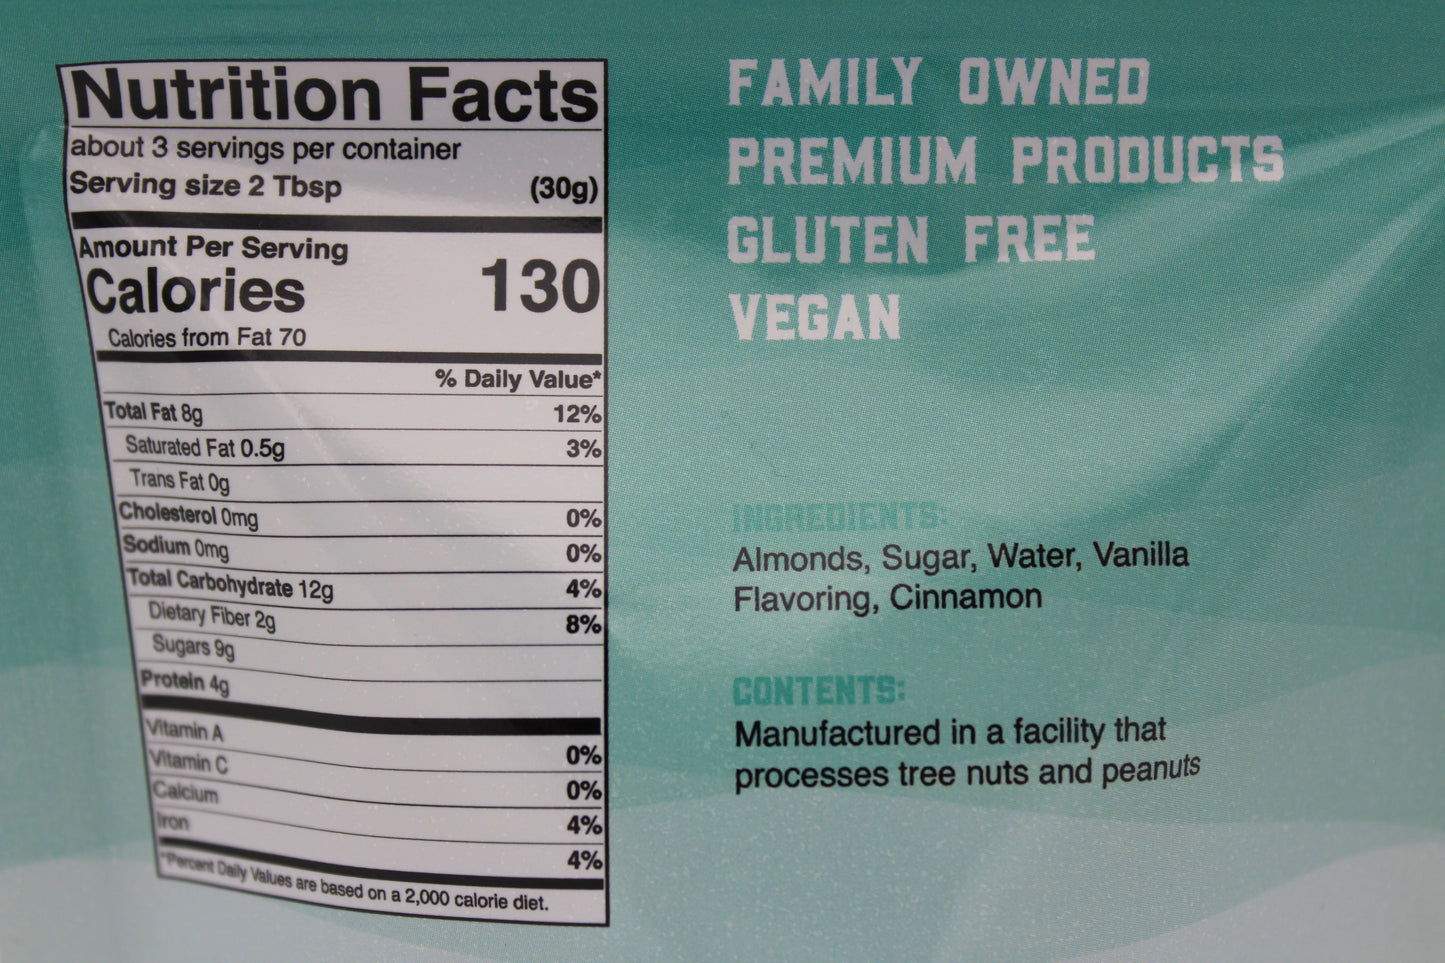 Nutrition Facts
about 3 servings per container
Serving size 2 Tbsp (30g)
Amount Per Serving
Calories 130
Calories from Fat 70
% Daily Value*
Total Fat 8g 12%
Saturated Fat 0.5g 3%
Trans Fat 0g
Cholesterol 0mg 0%
Sodium 0mg 0%
Total Carbohydrate 12g 4%
Dietary Fiber 2g 8%
Sugars 9g
Protein 4g
Vitamin A 0%
Vitamin C 0%
Calcium 4%
Iron 4%
*Percent Daily Values are based on a 2,000 calorie diet.
FAMILY OWNED
PREMIUM PRODUCTS
GLUTEN FREE
VEGAN
INGREDIENTS:
Almonds, Sugar, Water, Vanilla
Flavoring, Cinnamon
CONTENTS:
Manufactured in a facility that
processes tree nuts and peanuts